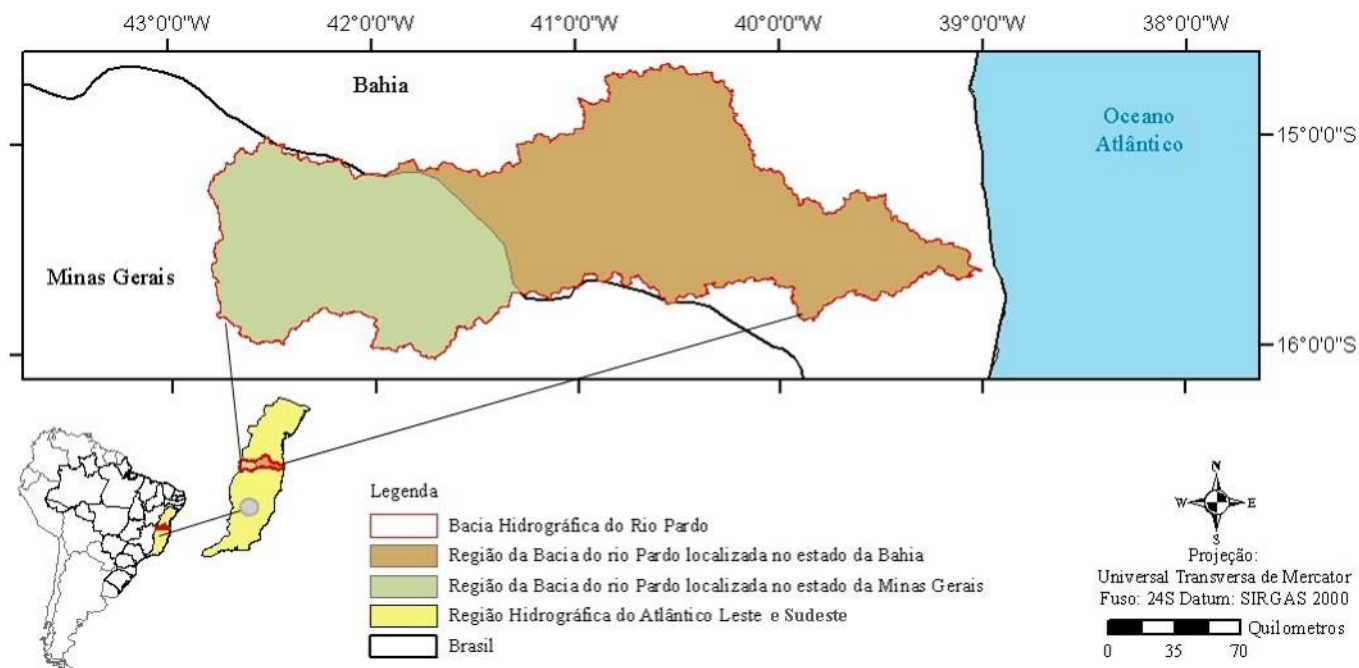 43°0'0"W 42°0'0"W 41°0'0"W 40°0'0"W 39°0'0"W 38°0'0"W
Bahia
Oceano
Atlântico
15°0'0"S
Minas Gerais
16°0'0"S
Legenda
Bacia Hidrográfica do Rio Pardo
Região da Bacia do rio Pardo localizada no estado da Bahia
Região da Bacia do rio Pardo localizada no estado da Minas Gerais
Região Hidrográfica do Atlântico Leste e Sudeste
Brasil
N
W E
S
Projeção:
Universal Transversa de Mercator
Fuso: 24S Datum: SIRGAS 2000
Quilometros
0 35 70